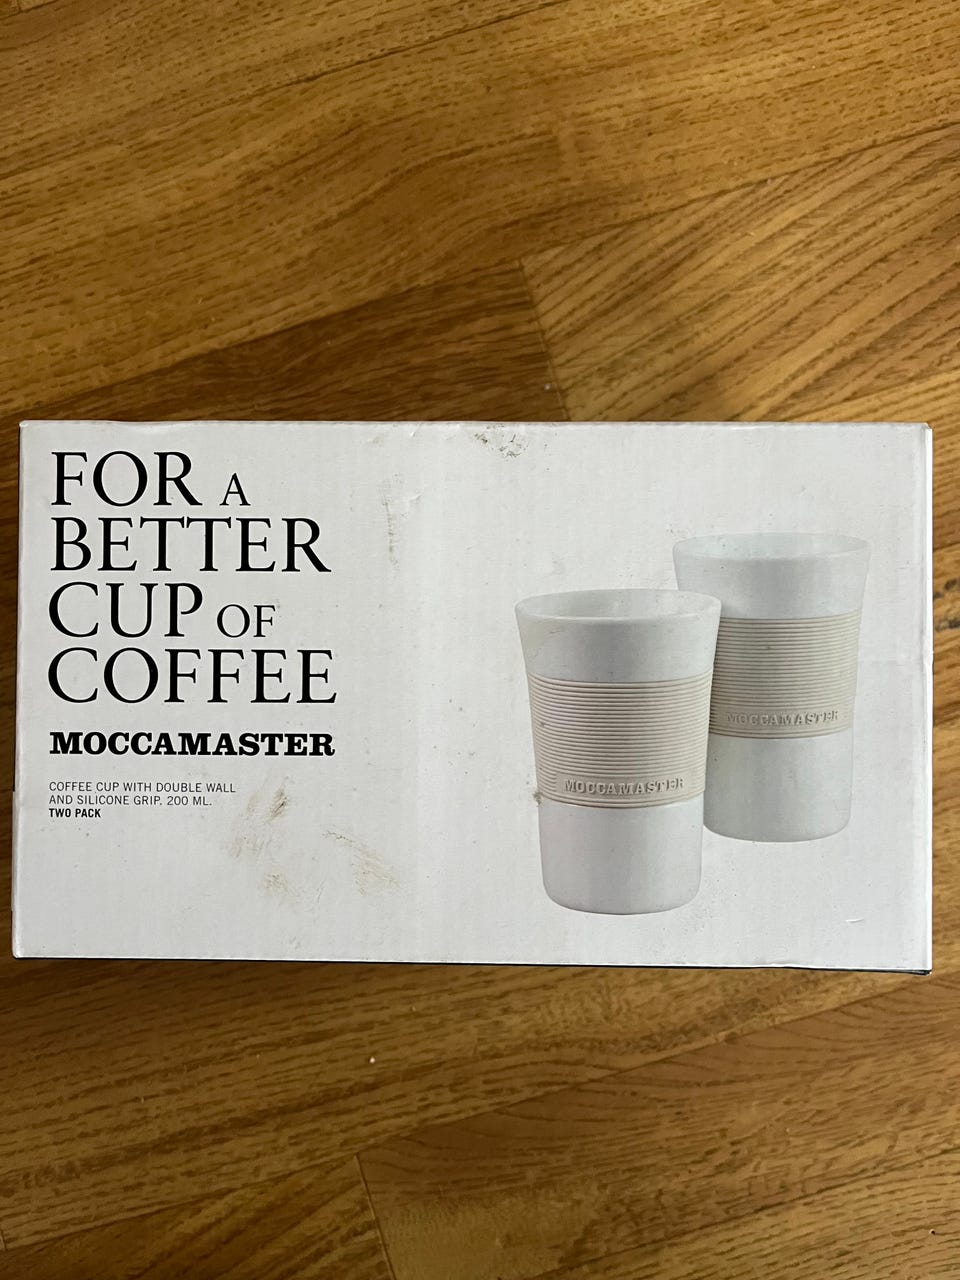 FOR A
BETTER
CUP OF
COFFEE
MOCCAMASTER
COFFEE CUP WITH DOUBLE WALL
AND SILICONE GRIP. 200 ML.
TWO PACK
MOCCAMASTER
MOCCAMASTER